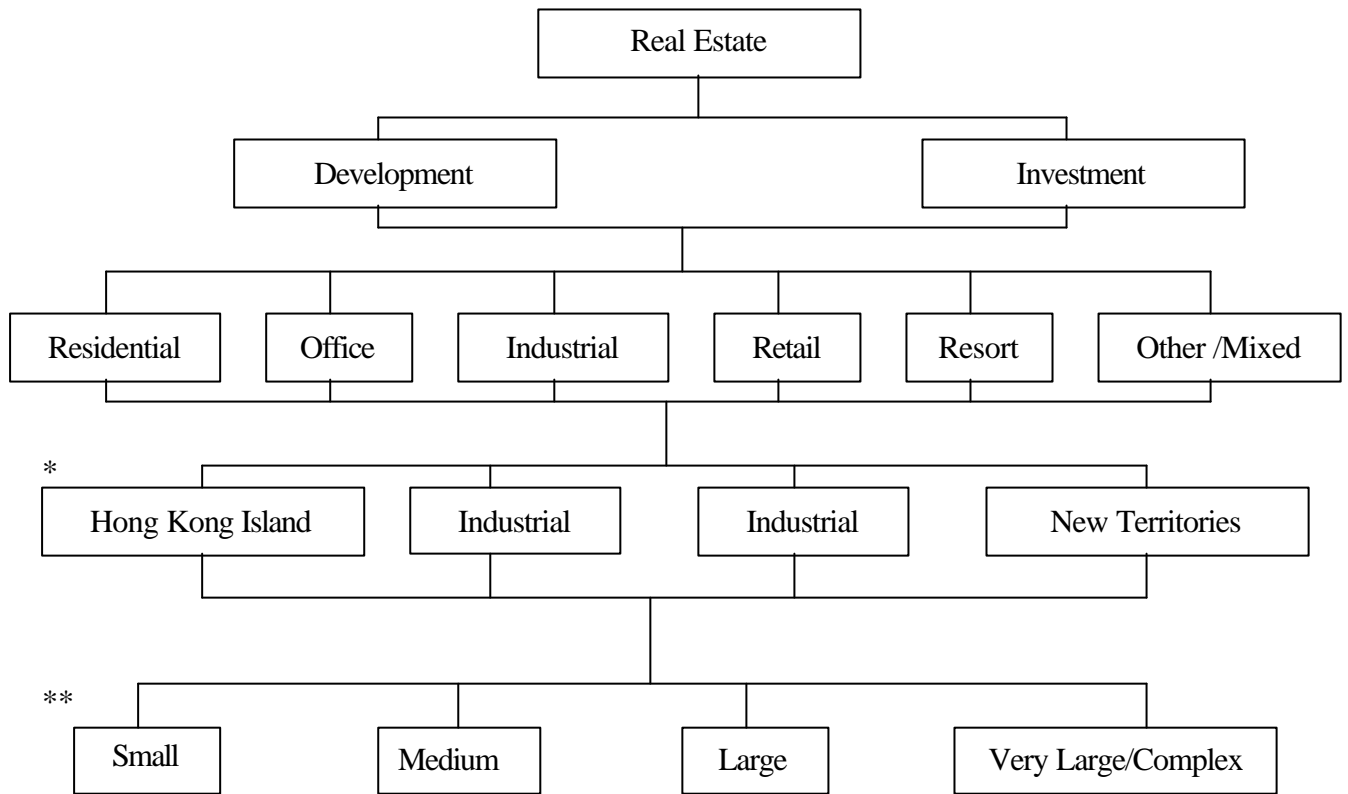 Real Estate
Development
Investment
Residential
Office
Industrial
Retail
Resort
Other /Mixed
*
Hong Kong Island
Industrial
Industrial
New Territories
**
Small
Medium
Large
Very Large/Complex